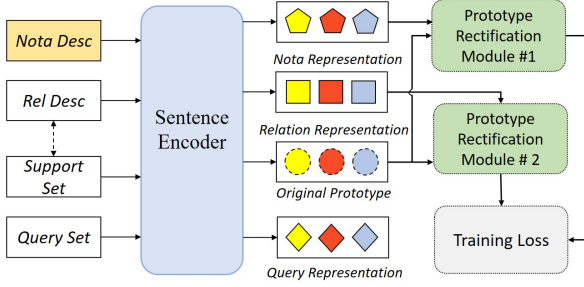 Nota Desc
Rel Desc
Support
Set
Query Set
Sentence
Encoder
Nota Representation
Relation Representation
Original Prototype
Query Representation
Prototype
Rectification
Module #1
Prototype
Rectification
Module # 2
Training Loss